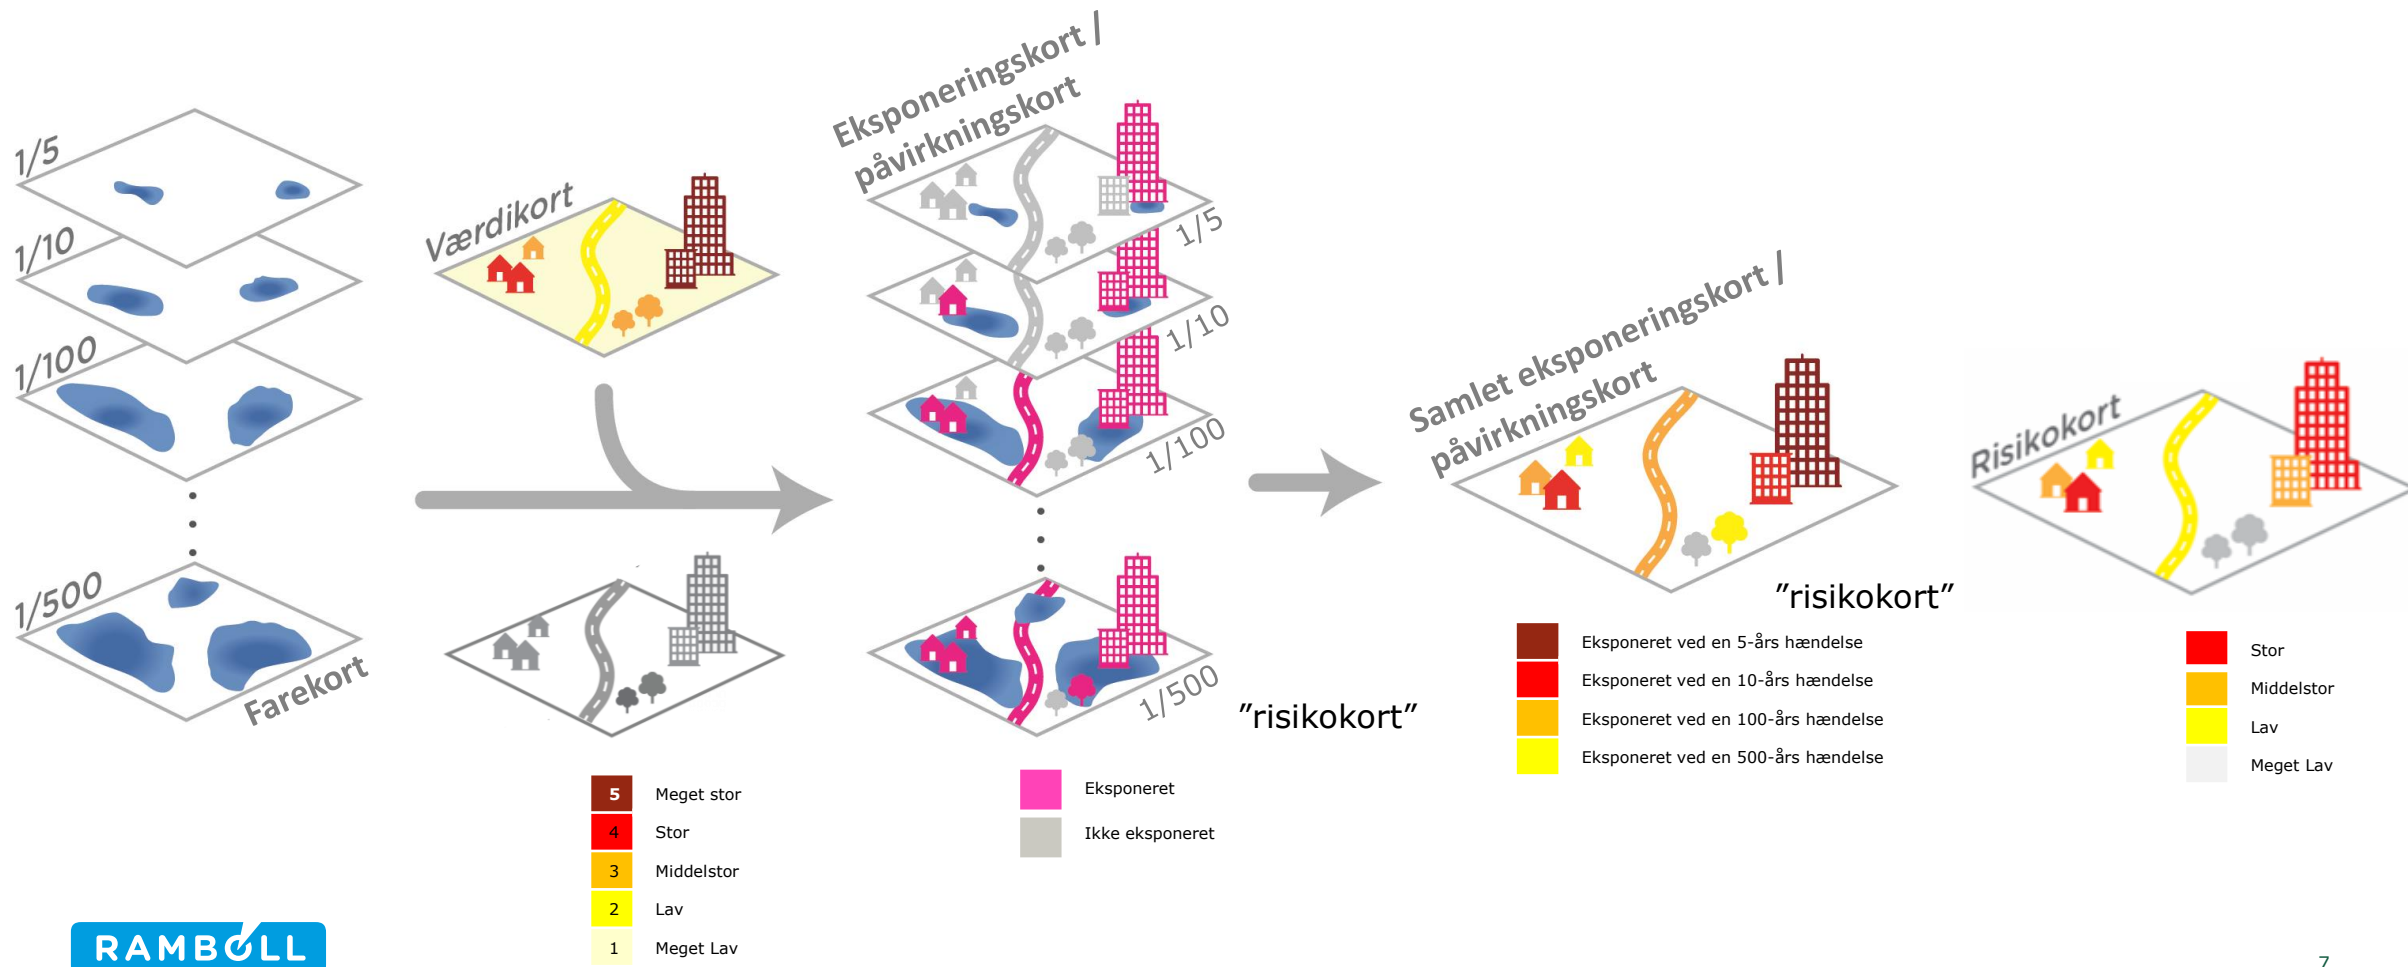 1/5
1/10
1/100
1/500
Farekort
Værdikort
5 Meget stor
4 Stor
3 Middelstor
2 Lav
1 Meget Lav
Eksponeringskort /
påvirkningskort
1/5
1/10
1/100
1/500
"risikokort"
Eksponeret
Ikke eksponeret
Samlet eksponeringskort /
påvirkningskort
"risikokort"
Eksponeret ved en 5-års hændelse
Eksponeret ved en 10-års hændelse
Eksponeret ved en 100-års hændelse
Eksponeret ved en 500-års hændelse
Risikokort
Stor
Middelstor
Lav
Meget Lav
RAMBOLL
7